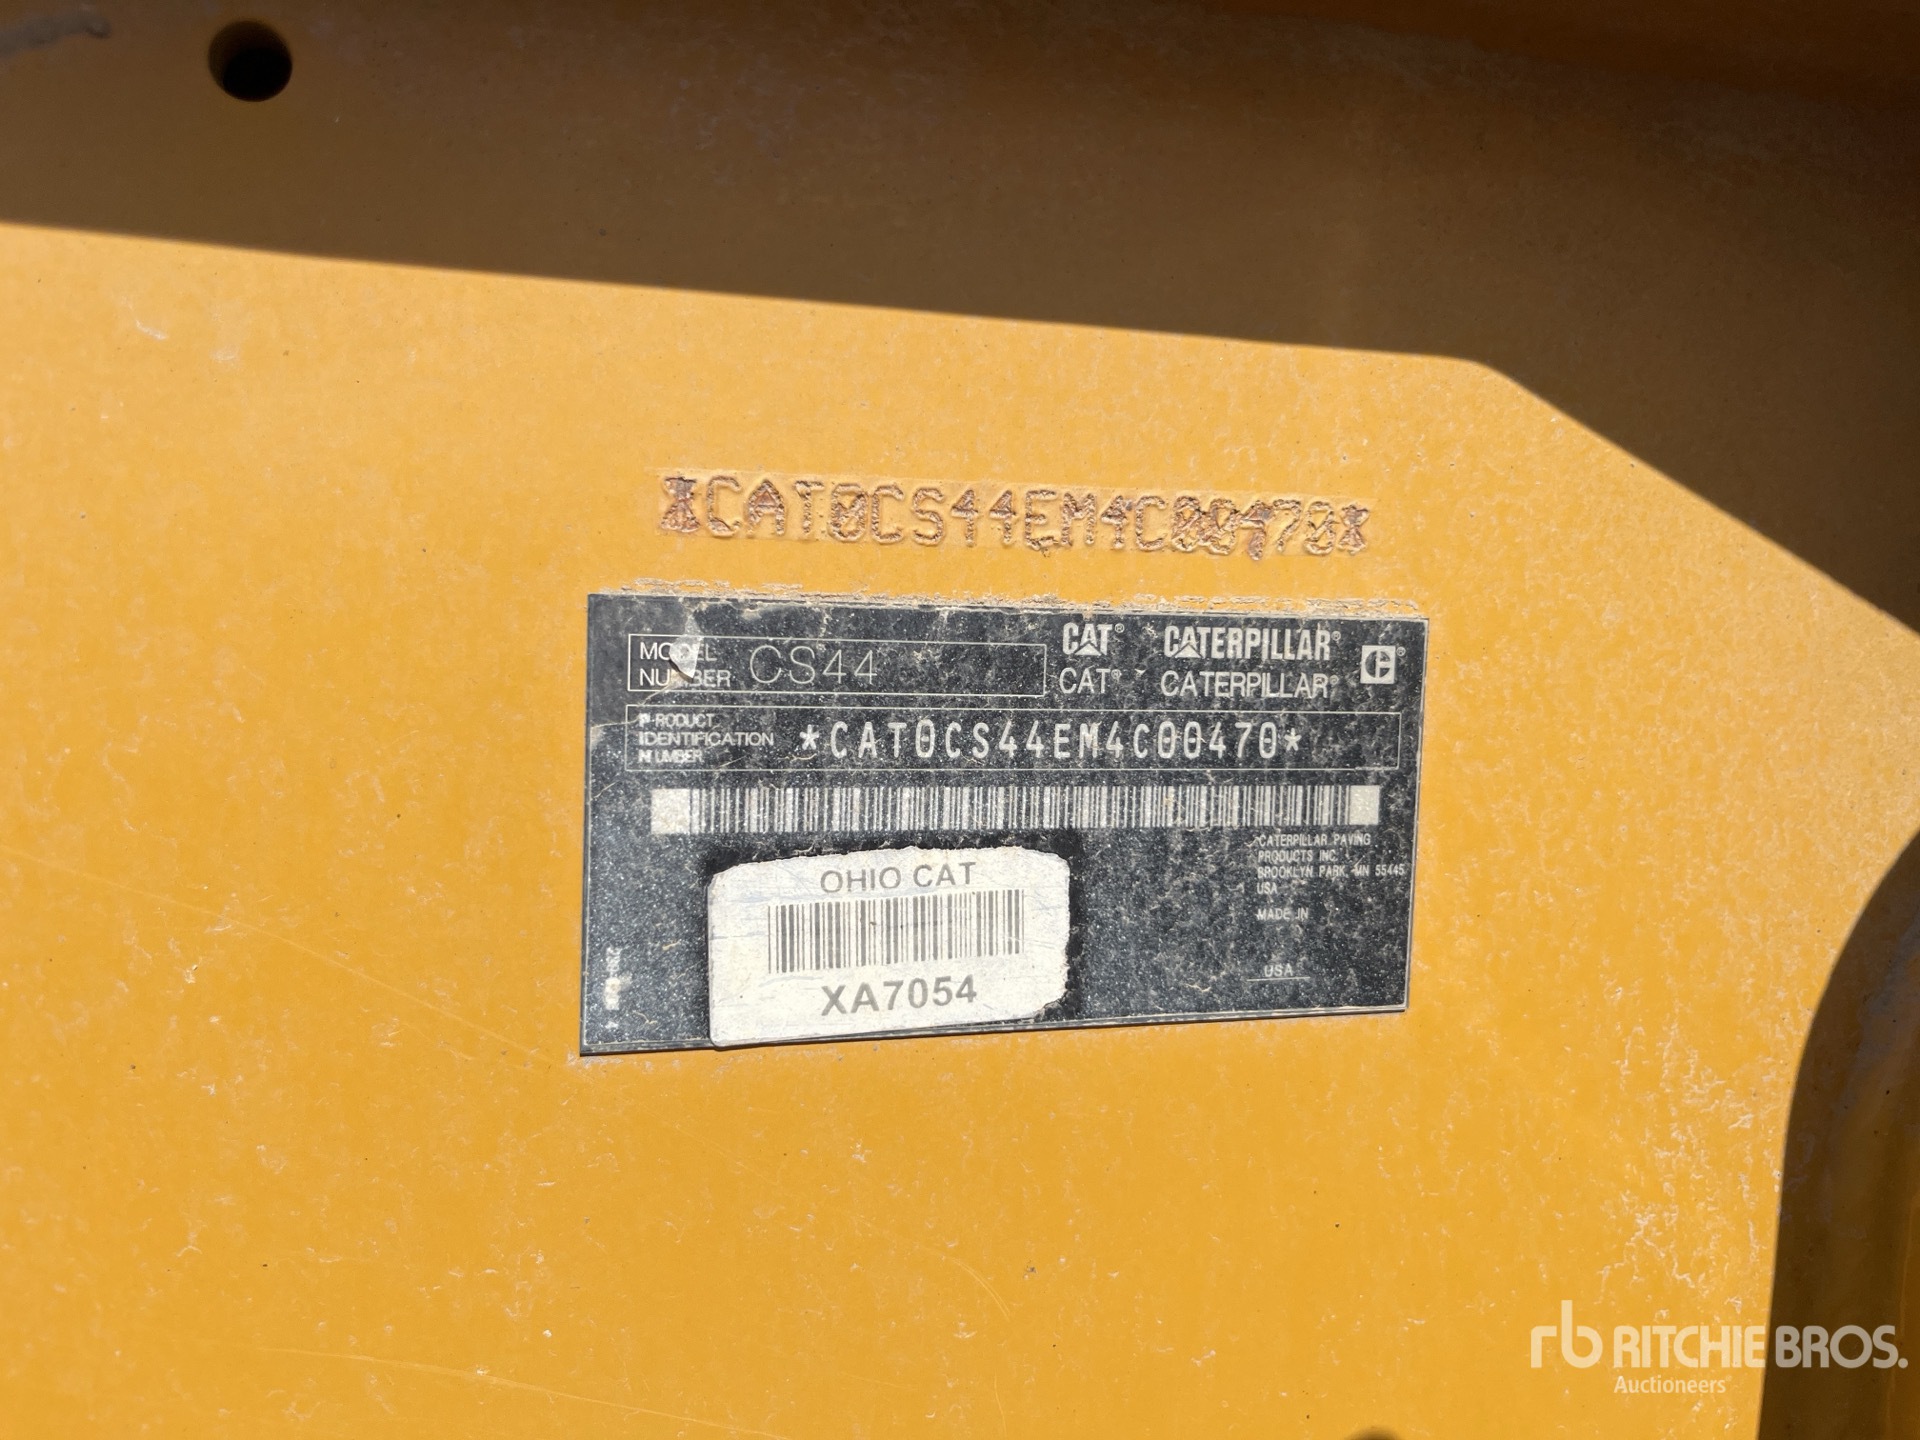 *CAT0CS44EM4C00470*
MODEL NUMBER CS44
CAT® CATERPILLAR®
CAT® CATERPILLAR®
PRODUCT IDENTIFICATION NUMBER *CAT0CS44EM4C00470*
CATERPILLAR PAVING
PRODUCTS INC.
BROOKLYN PARK, MN 55445
USA
MADE IN
USA
OHIO CAT
XA7054
rb RITCHIE BROS.
Auctioneers